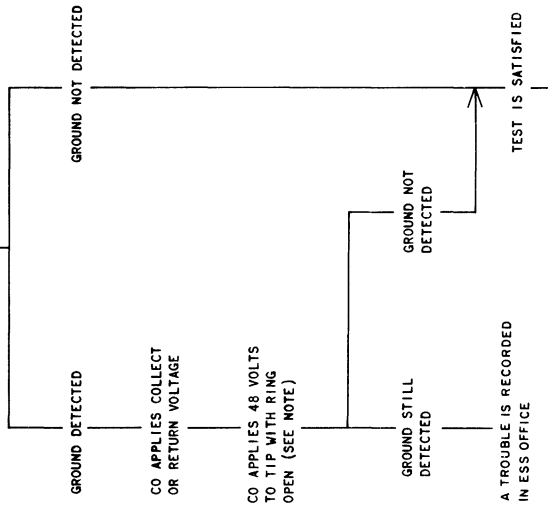 GROUND DETECTED
GROUND NOT DETECTED
CO APPLIES COLLECT
OR RETURN VOLTAGE
CO APPLIES 48 VOLTS
TO TIP WITH RING
OPEN (SEE NOTE)
GROUND STILL
DETECTED
GROUND NOT
DETECTED
A TROUBLE IS RECORDED
IN ESS OFFICE
TEST IS SATISFIED